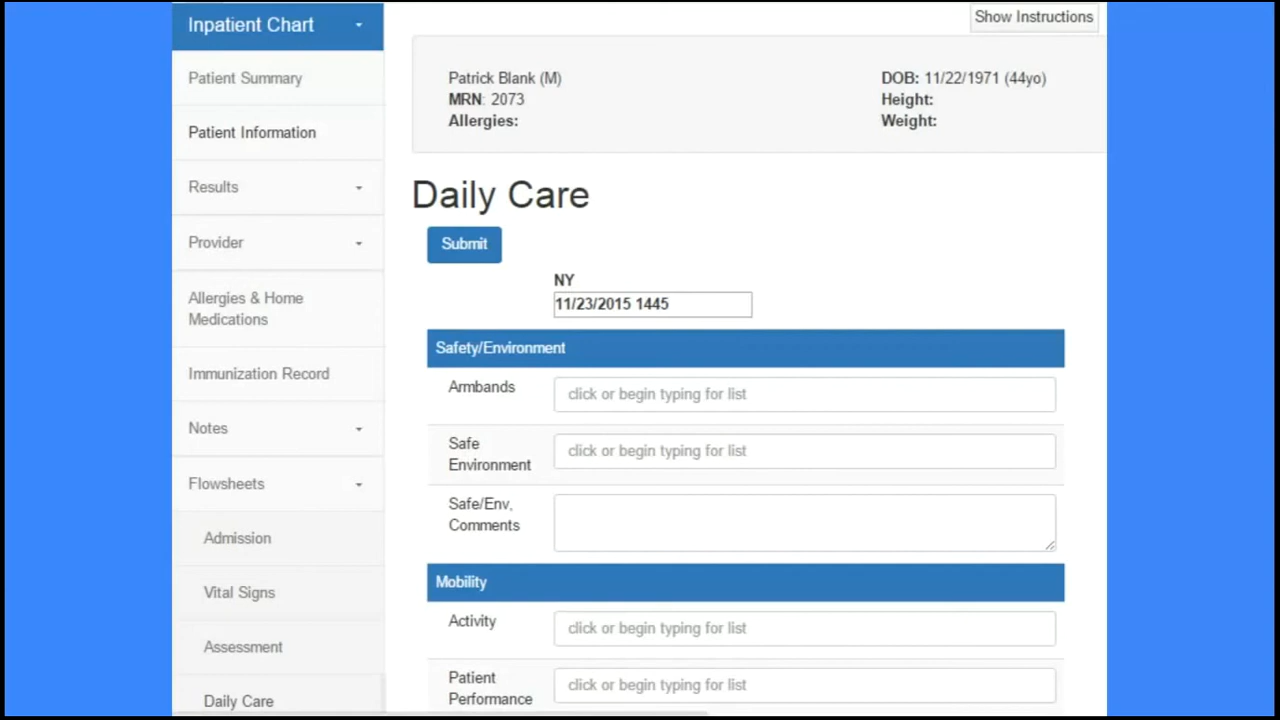 Inpatient Chart
Patient Summary
Patient Information
Results
Provider
Allergies & Home
Medications
Immunization Record
Notes
Flowsheets
Admission
Vital Signs
Assessment
Daily Care
Show Instructions
Patrick Blank (M)
MRN: 2073
Allergies:
DOB: 11/22/1971 (44yo)
Height:
Weight:
Daily Care
Submit
NY
11/23/2015 1445
Safety/Environment
Armbands
click or begin typing for list
Safe
Environment
click or begin typing for list
Safe/Env,
Comments
Mobility
Activity
click or begin typing for list
Patient
Performance
click or begin typing for list